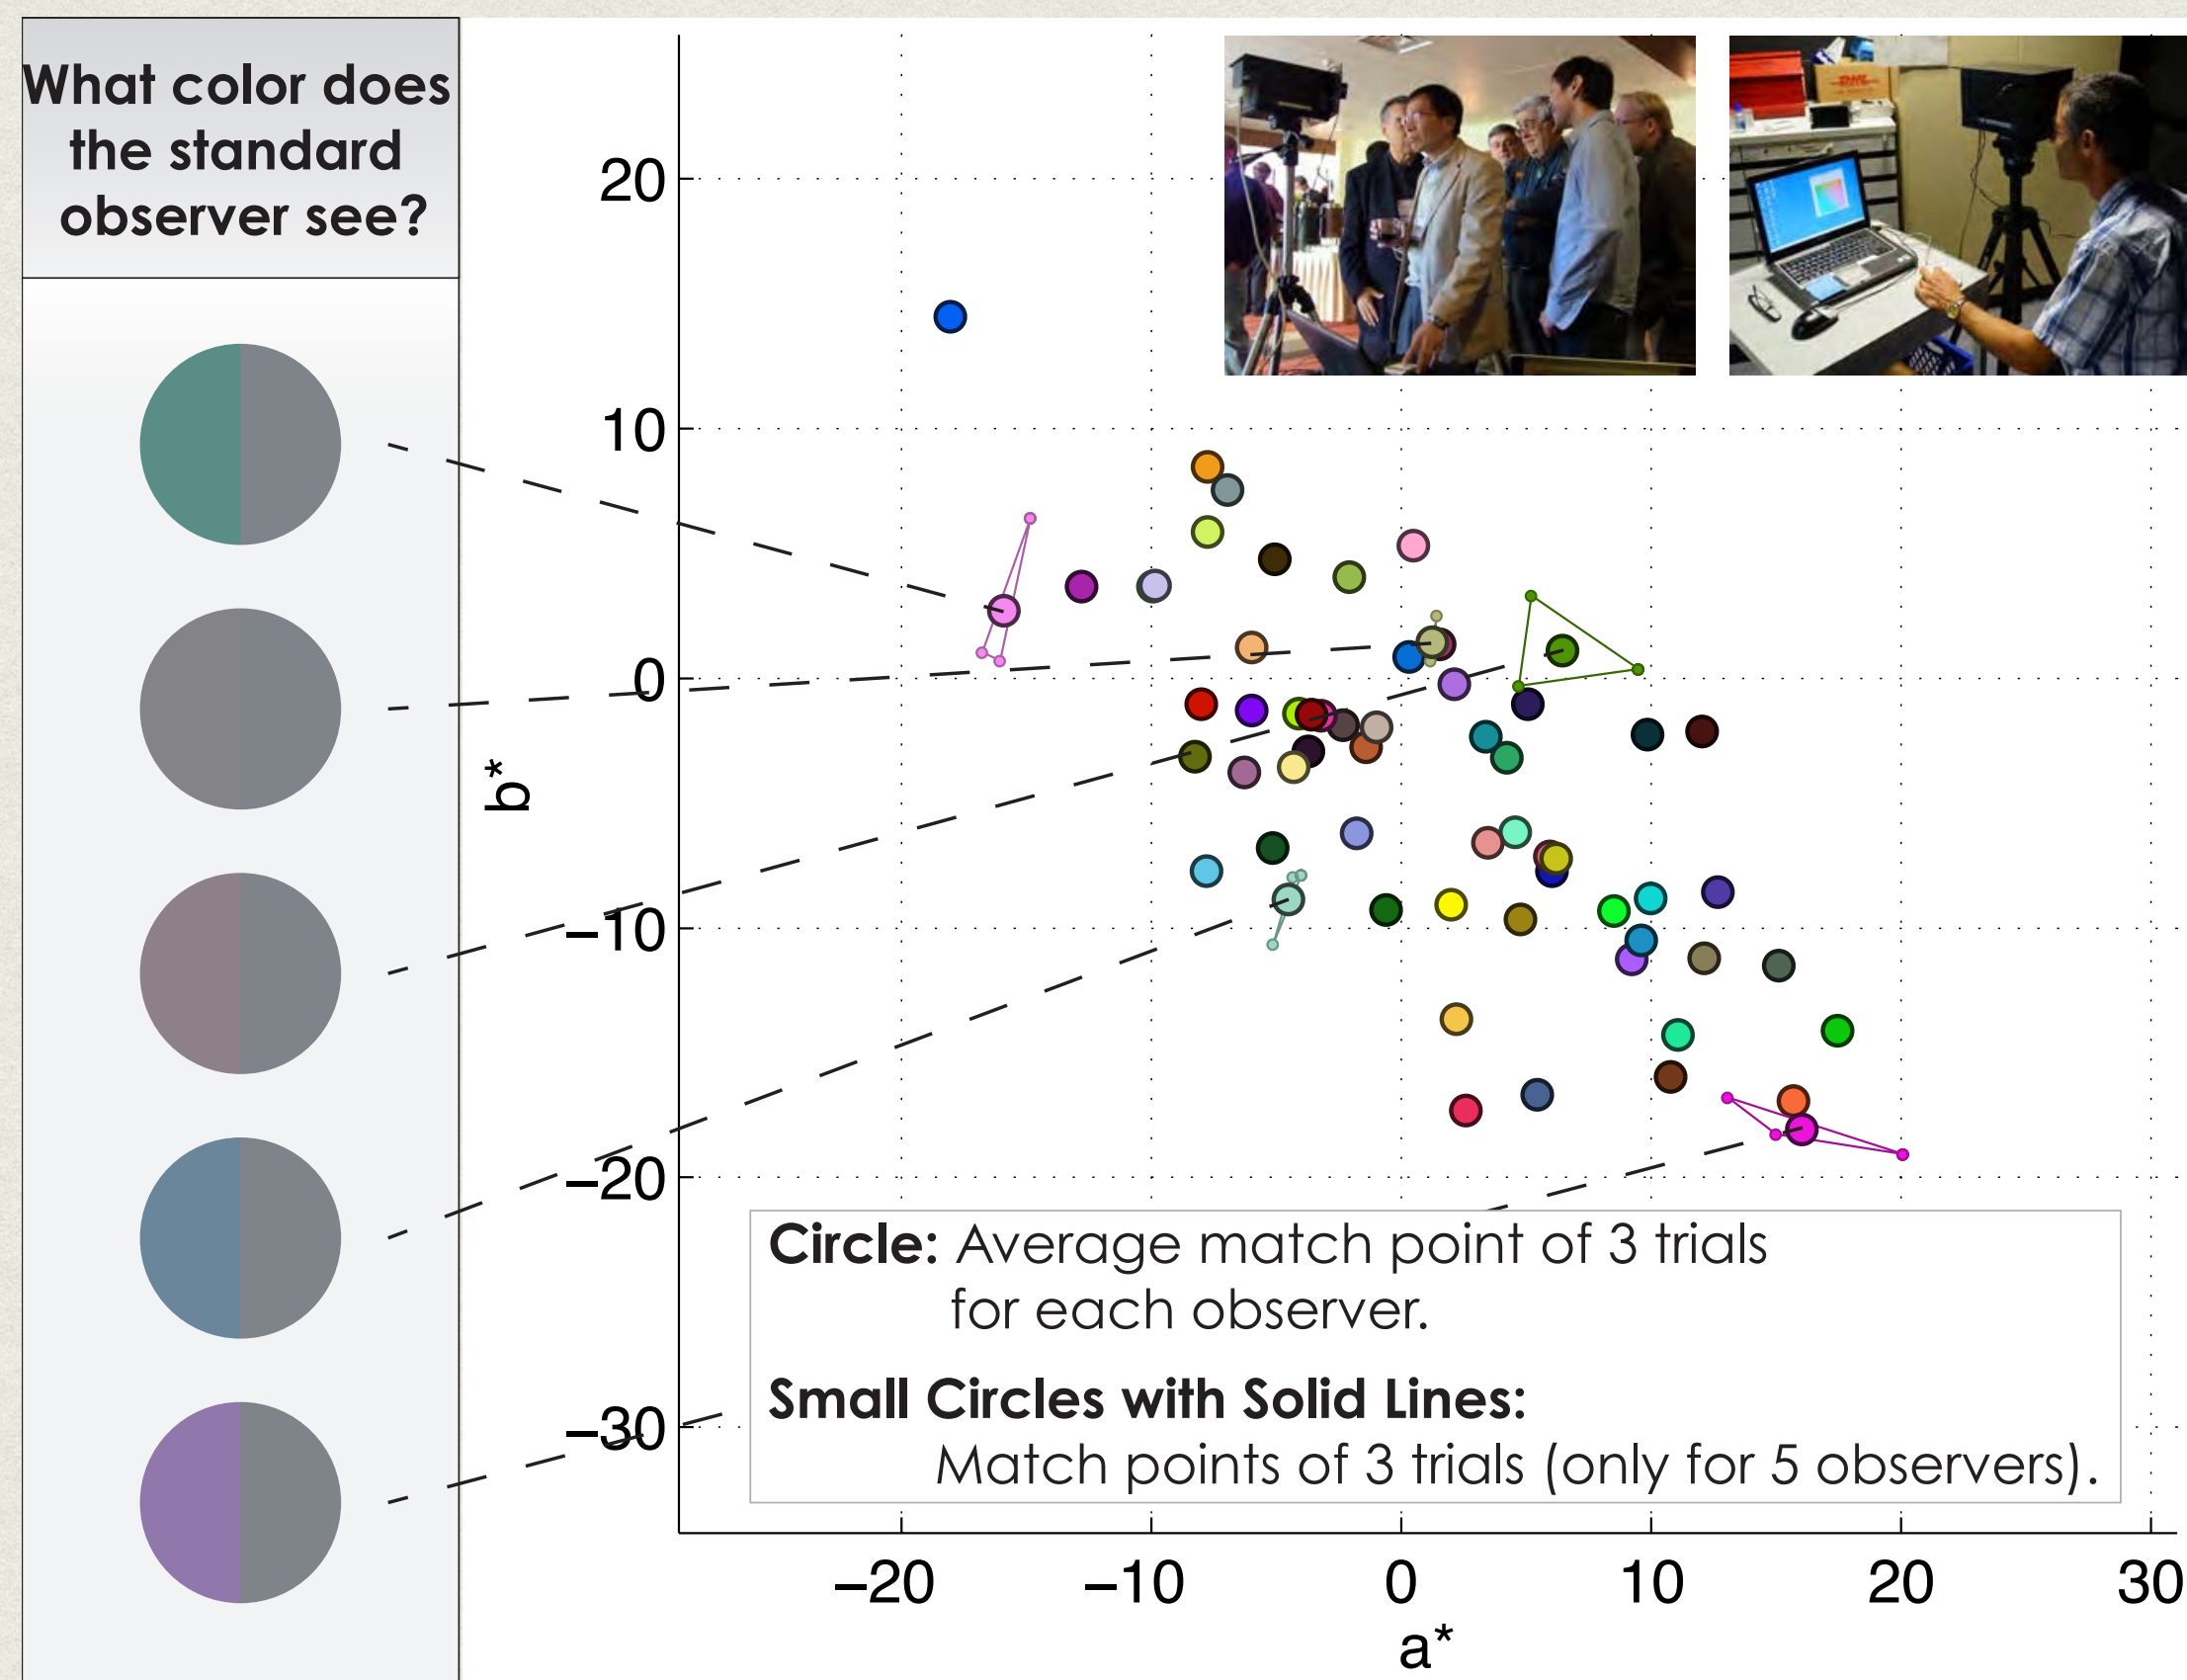 What color does
the standard
observer see?
20
10
0
−10
−20
−30
b*
−20
−10
0
10
20
30
a*
Circle: Average match point of 3 trials
for each observer.
Small Circles with Solid Lines:
Match points of 3 trials (only for 5 observers).
DHL